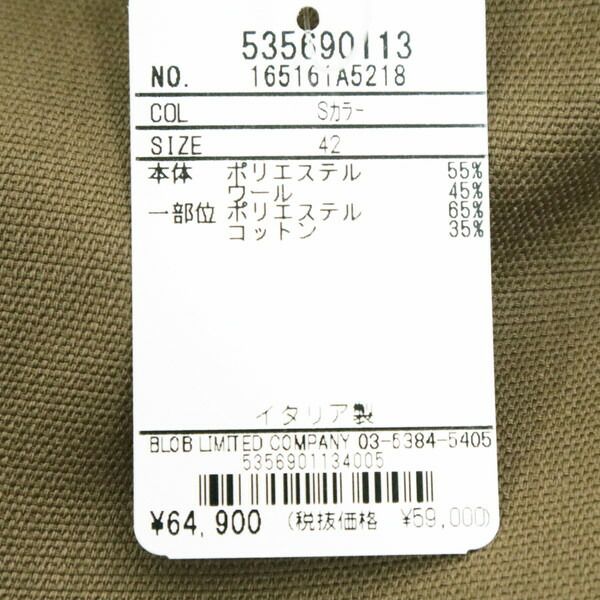 535690113
NO. 165161A5218
COL Sカラー
SIZE 42
本体 ポリエステル 55%
ウール 45%
一部位 ポリエステル 65%
コットン 35%
イタリア製
BLOB LIMITED COMPANY 03-5384-5405
5356901134005
¥64,900 (税抜価格 ¥59,000)